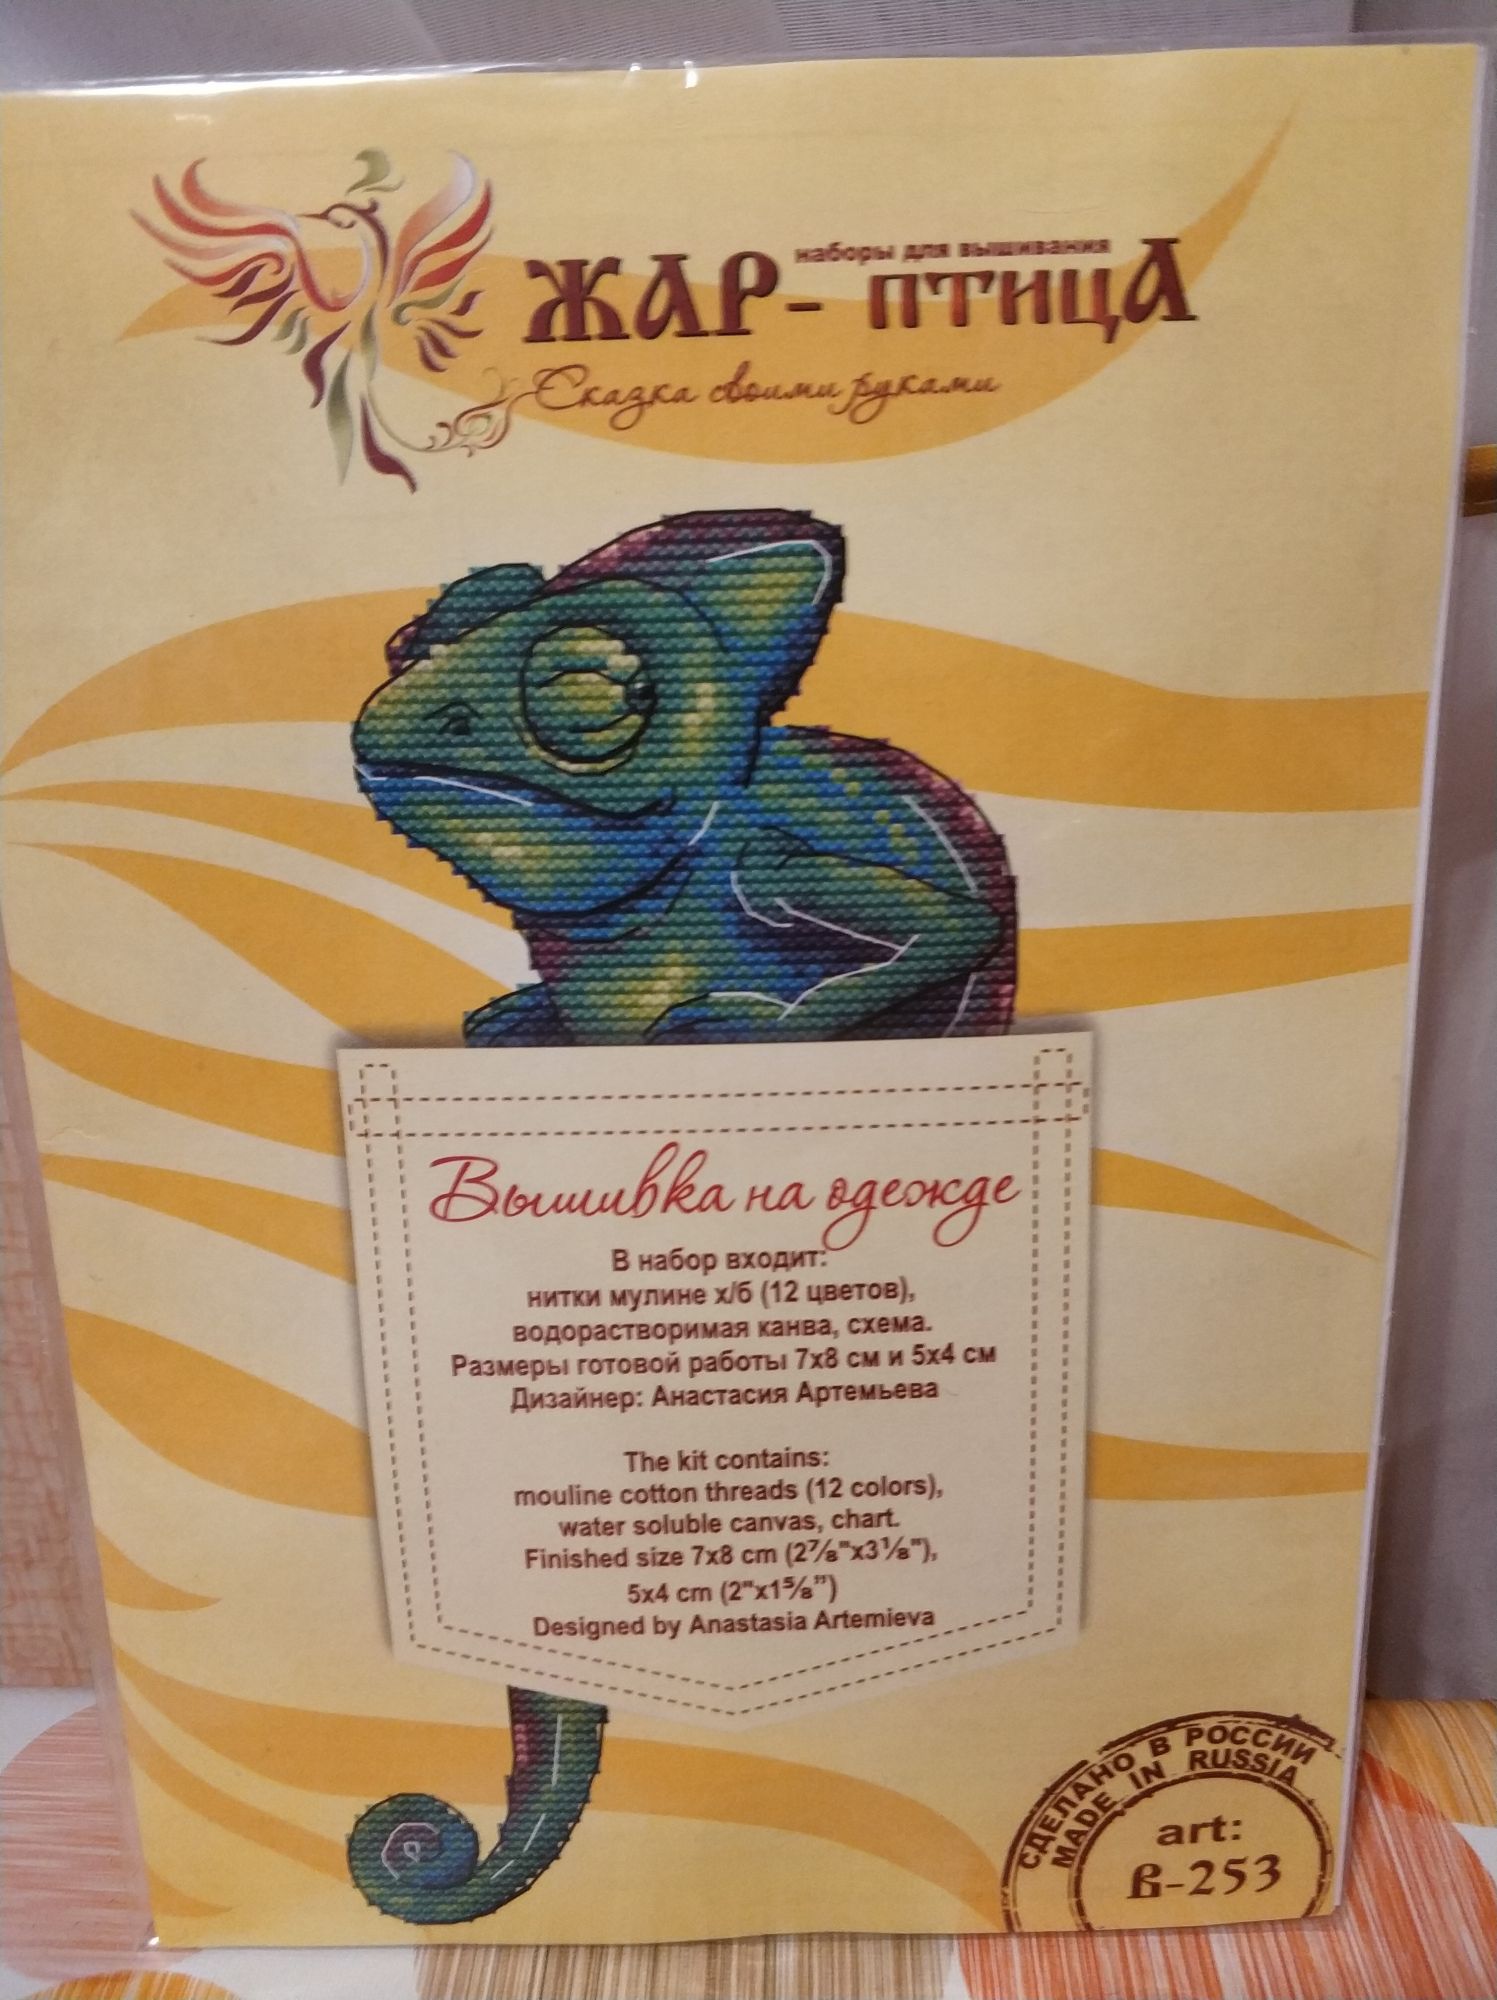 наборы для вышивания
ЖАР-ПТИЦА
Сказка своими руками
Вышивка на одежде
В набор входит:
нитки мулине х/б (12 цветов),
водорастворимая канва, схема.
Размеры готовой работы 7х8 см и 5х4 см
Дизайнер: Анастасия Артемьева
The kit contains:
mouline cotton threads (12 colors),
water soluble canvas, chart.
Finished size 7x8 cm (2⅞"x3⅛"),
5x4 cm (2"x1⅝")
Designed by Anastasia Artemieva
СДЕЛАНО В РОССИИ
MADE IN RUSSIA
art:
В-253